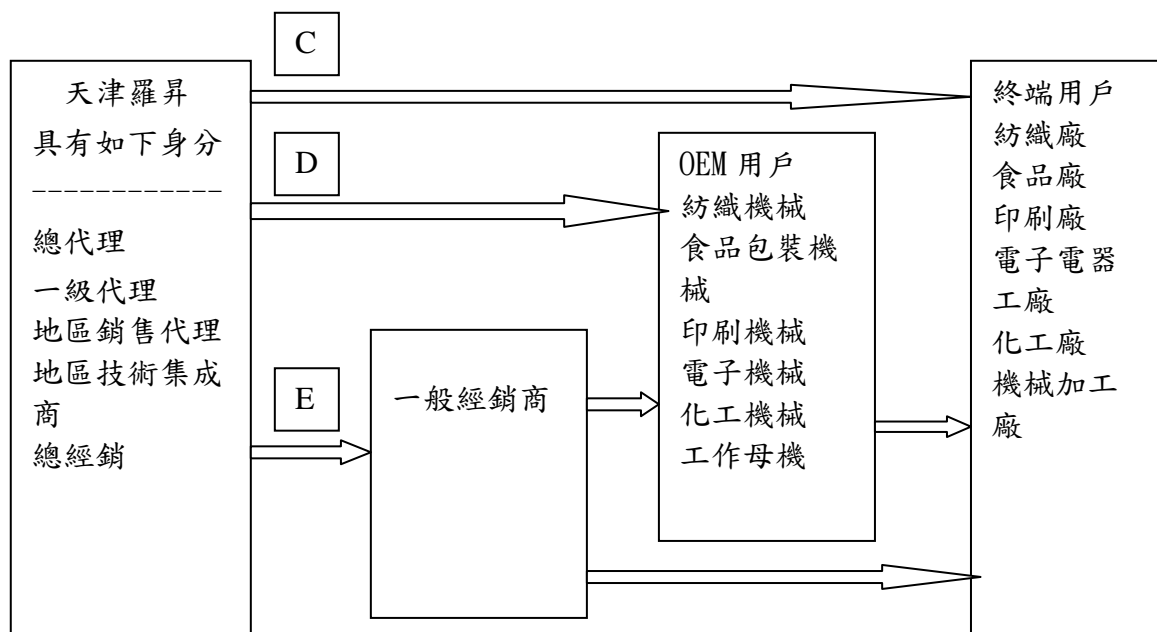 C
天津羅昇
具有如下身分
------------
總代理
一級代理
地區銷售代理
地區技術集成
商
總經銷
D
E
一般經銷商
OEM 用戶
紡織機械
食品包裝機
械
印刷機械
電子機械
化工機械
工作母機
終端用戶
紡織廠
食品廠
印刷廠
電子電器
工廠
化工廠
機械加工
廠